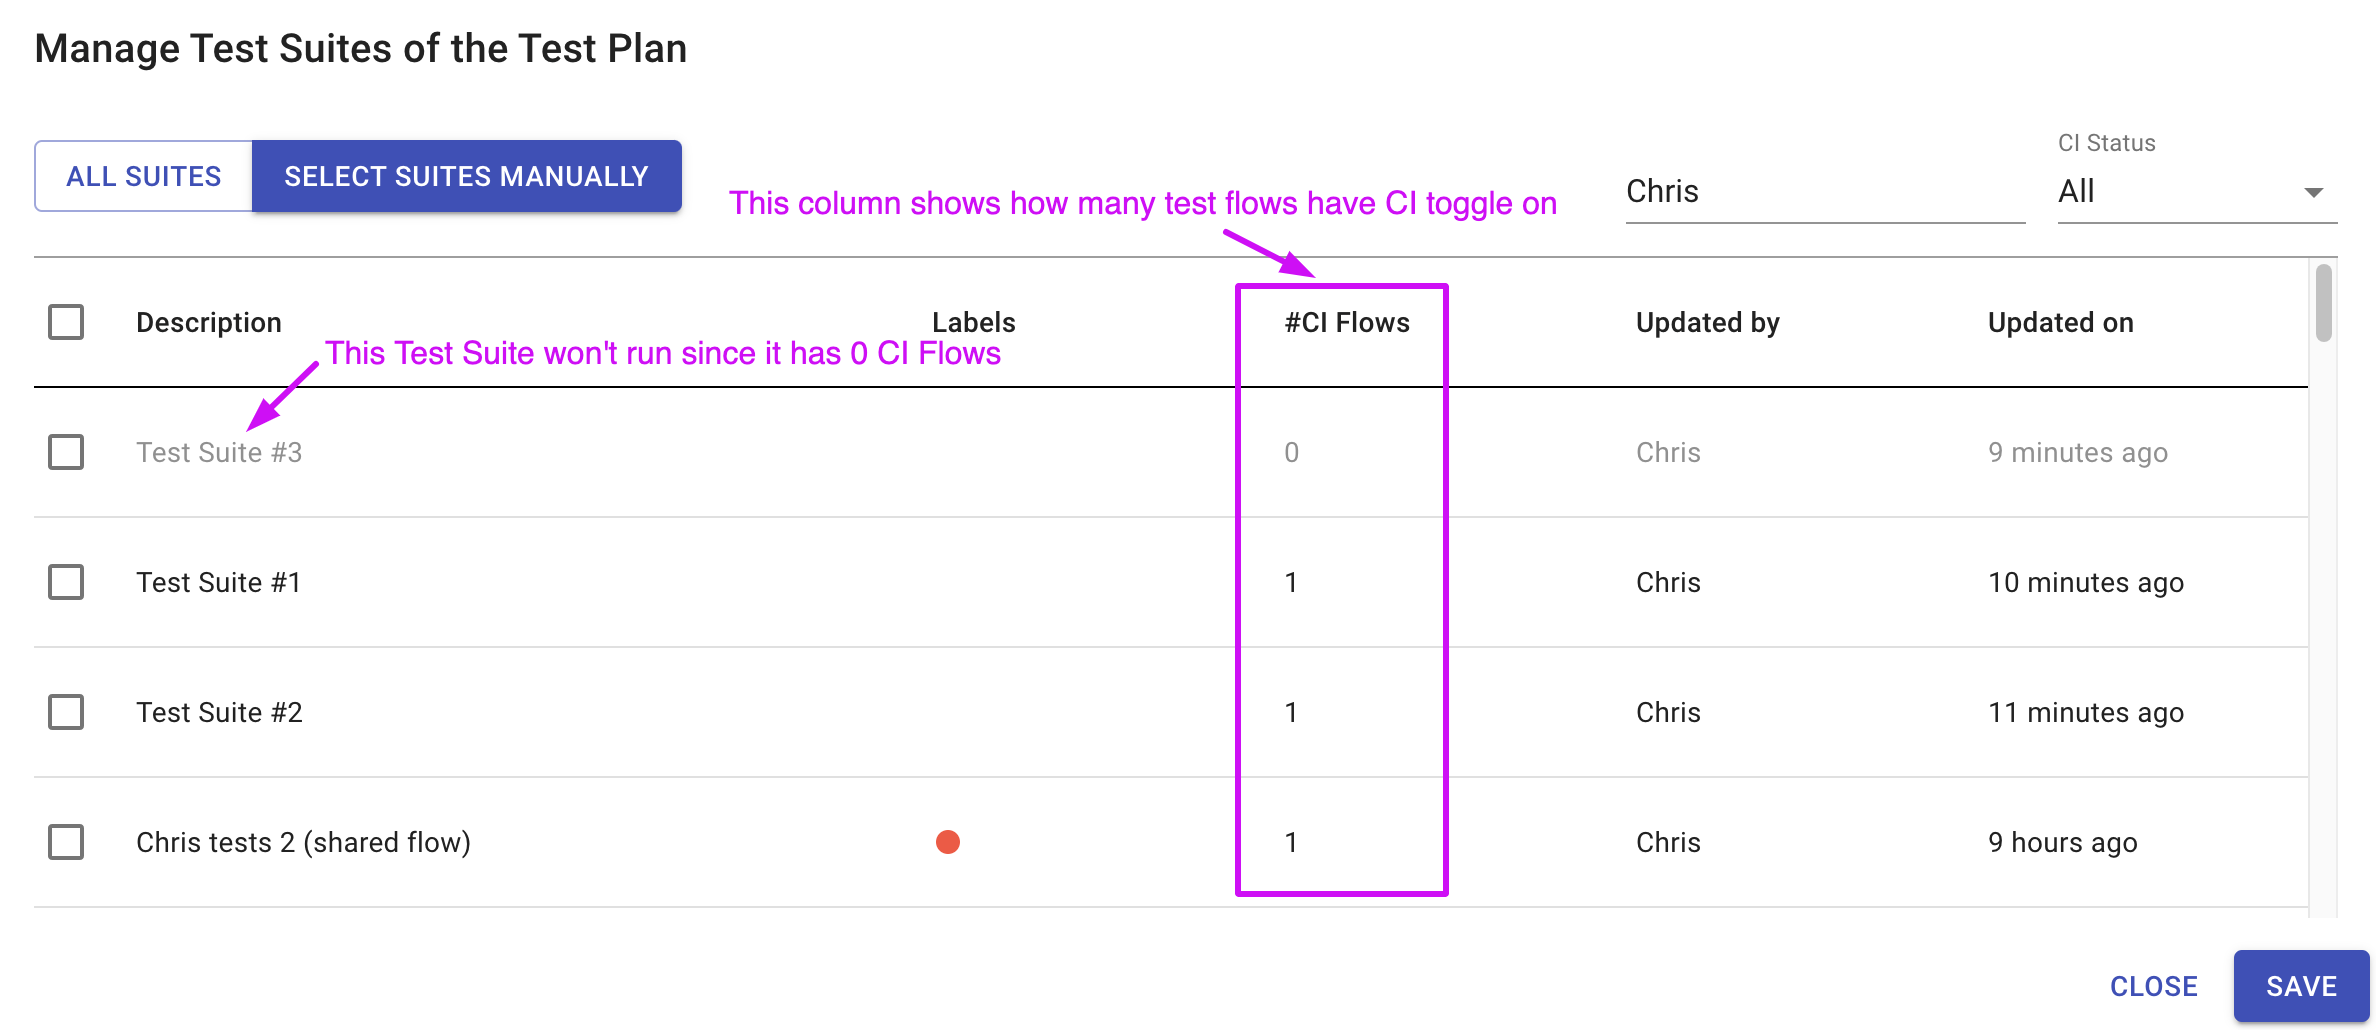 Manage Test Suites of the Test Plan
ALL SUITES SELECT SUITES MANUALLY
CI Status
This column shows how many test flows have CI toggle on
Chris All
Description Labels #CI Flows Updated by Updated on
This Test Suite won't run since it has 0 CI Flows
Test Suite #3 0 Chris 9 minutes ago
Test Suite #1 1 Chris 10 minutes ago
Test Suite #2 1 Chris 11 minutes ago
Chris tests 2 (shared flow) 1 Chris 9 hours ago
CLOSE SAVE